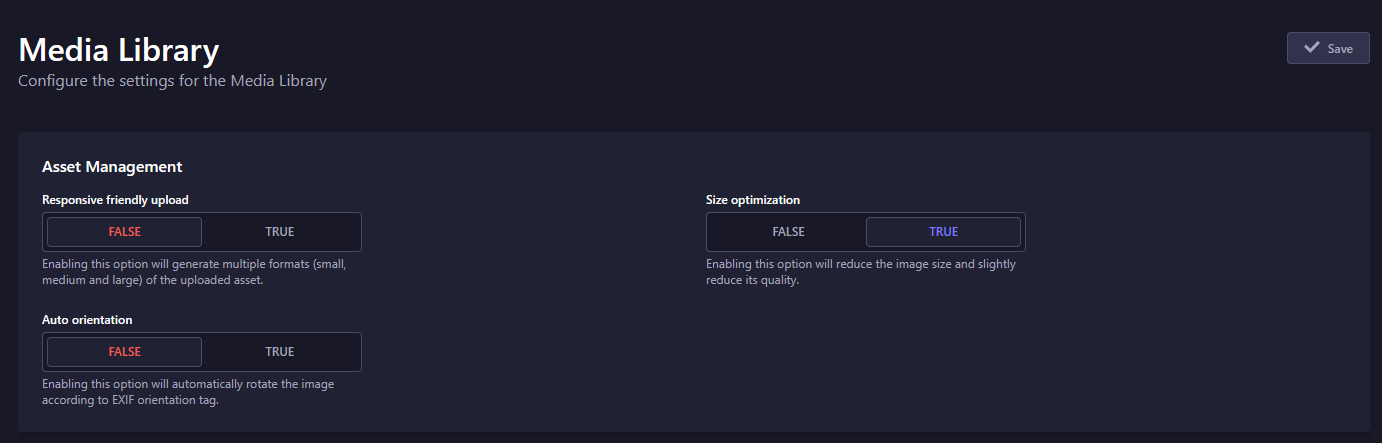 Media Library
Save
Configure the settings for the Media Library
Asset Management
Responsive friendly upload
FALSE TRUE
Enabling this option will generate multiple formats (small,
medium and large) of the uploaded asset.
Size optimization
FALSE TRUE
Enabling this option will reduce the image size and slightly
reduce its quality.
Auto orientation
FALSE TRUE
Enabling this option will automatically rotate the image
according to EXIF orientation tag.